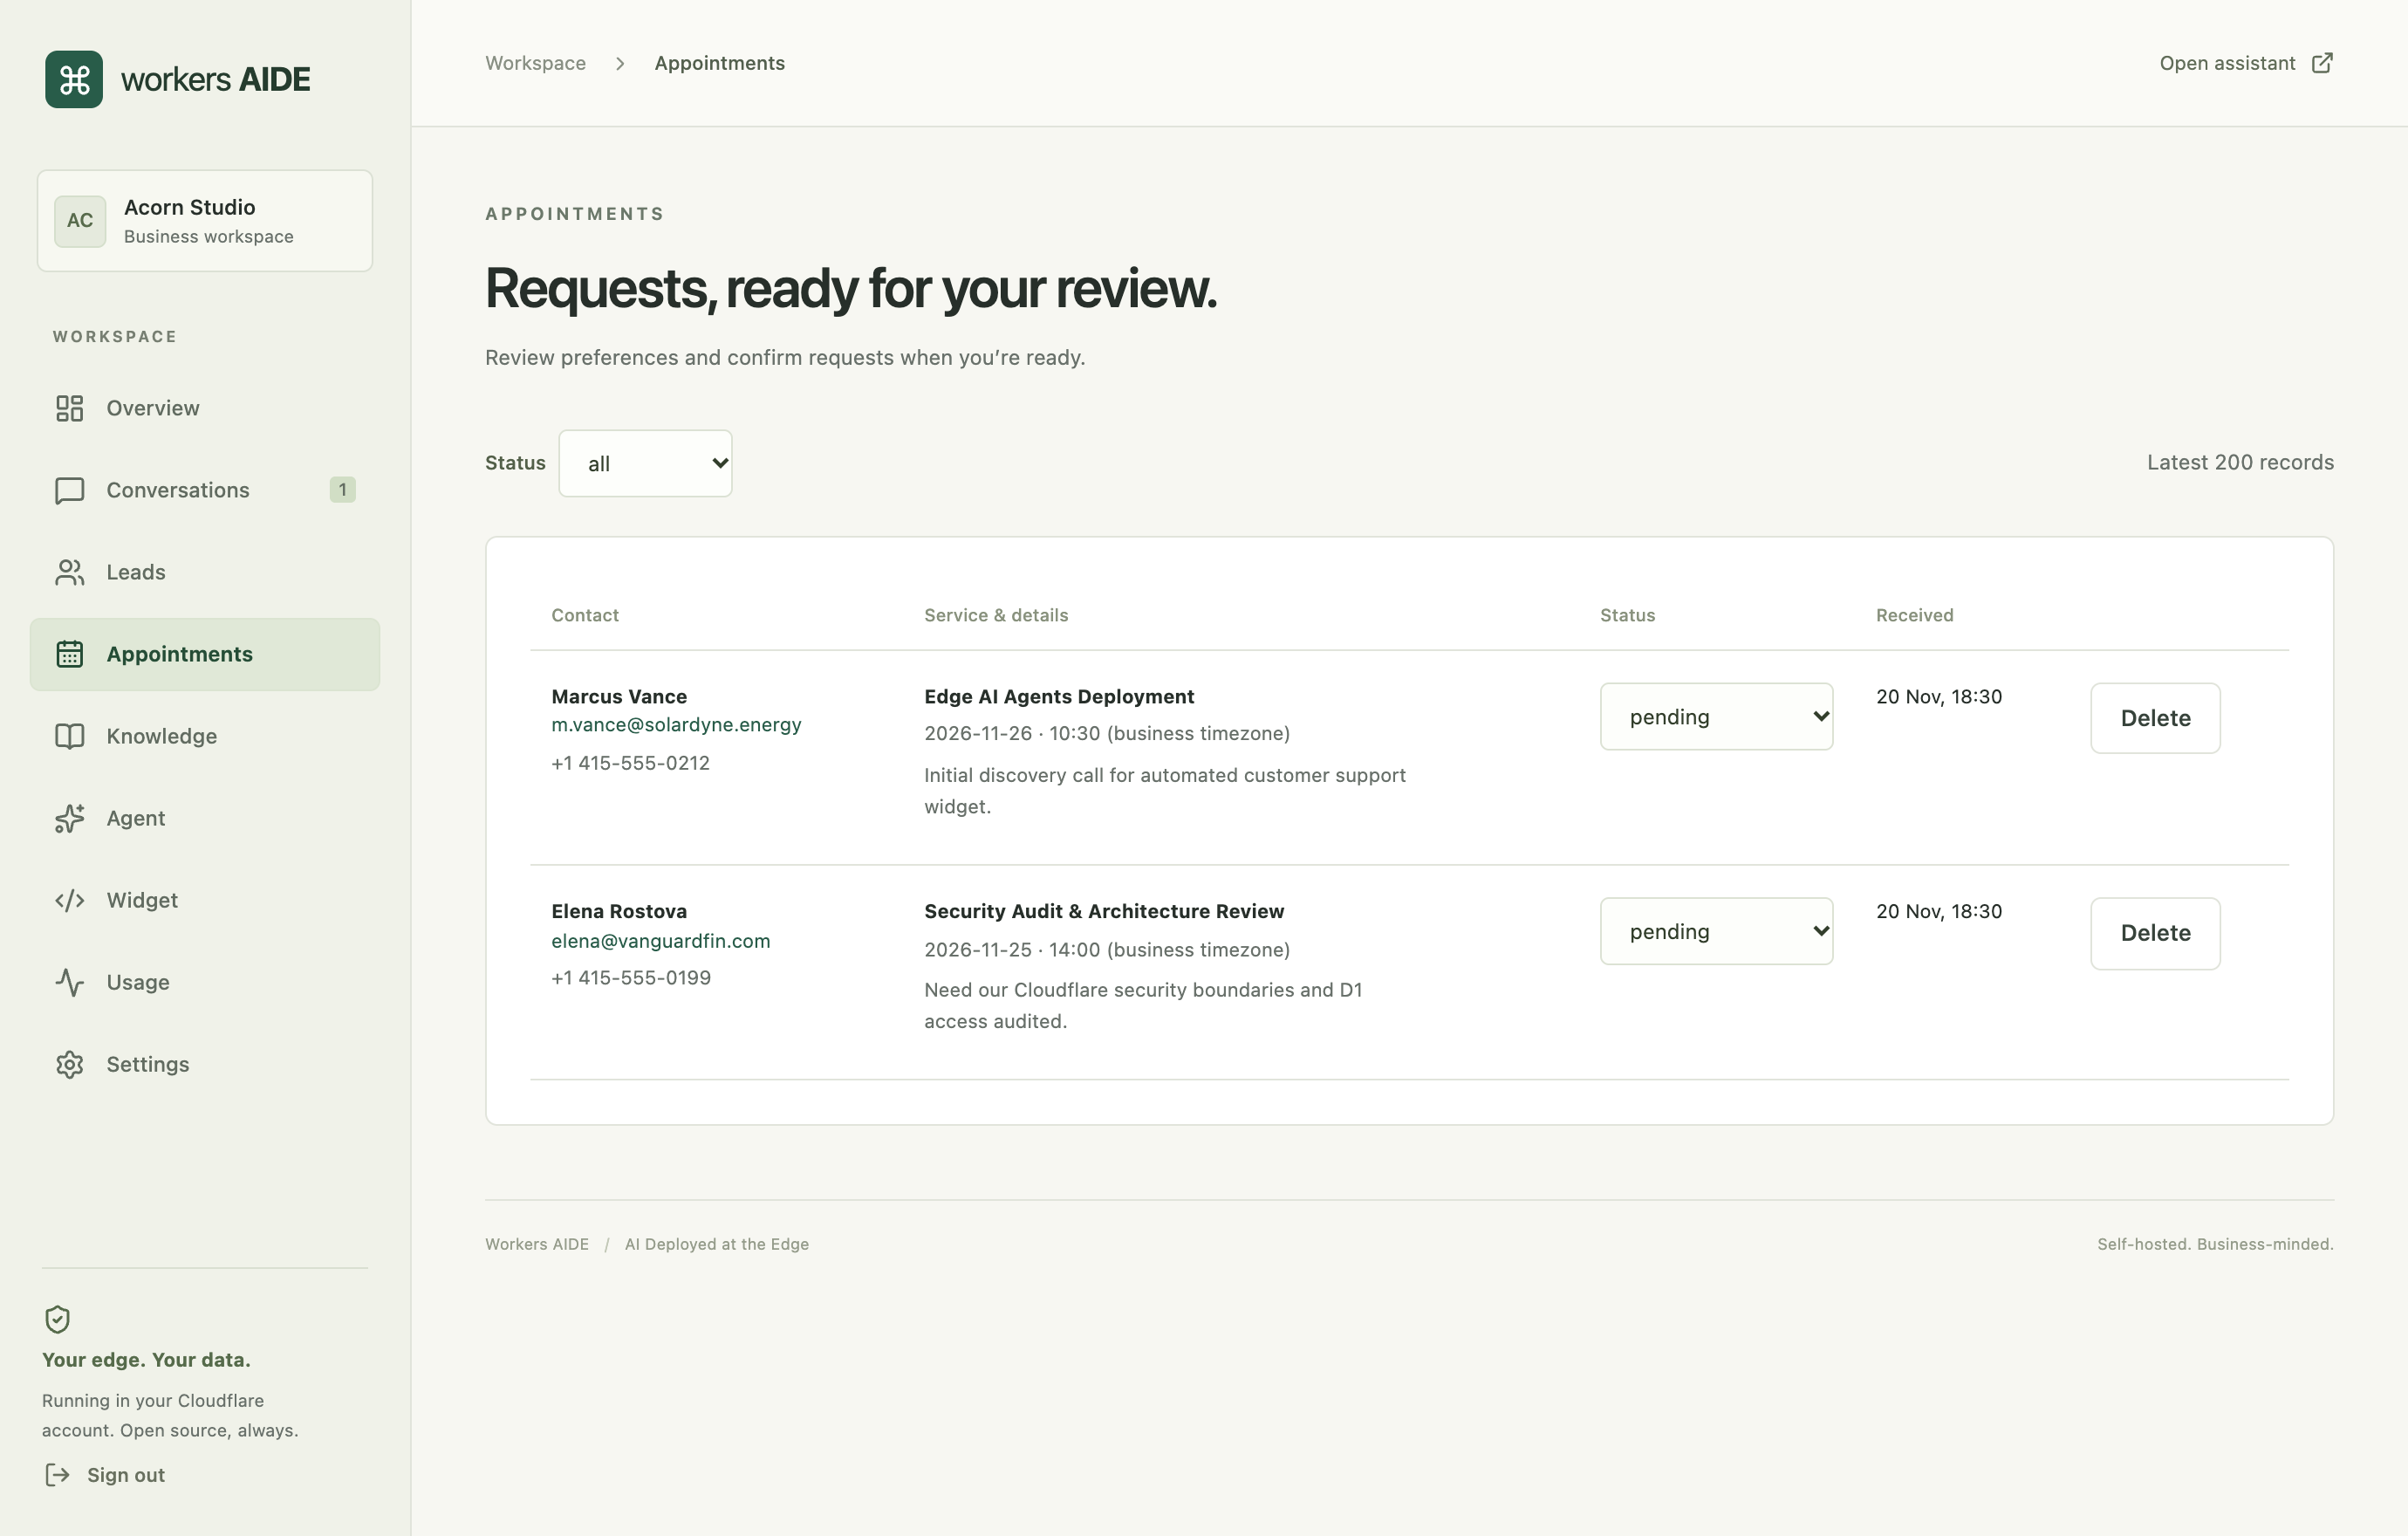 workers AIDE
AC
Acorn Studio
Business workspace
WORKSPACE
Overview
Conversations 1
Leads
Appointments
Knowledge
Agent
Widget
Usage
Settings
Your edge. Your data.
Running in your Cloudflare
account. Open source, always.
Sign out
Workspace > Appointments
Open assistant
APPOINTMENTS
Requests, ready for your review.
Review preferences and confirm requests when you’re ready.
Status all
Latest 200 records
Contact Service & details Status Received
Marcus Vance
m.vance@solardyne.energy
+1 415-555-0212
Edge AI Agents Deployment
2026-11-26 · 10:30 (business timezone)
Initial discovery call for automated customer support
widget.
pending
20 Nov, 18:30
Delete
Elena Rostova
elena@vanguardfin.com
+1 415-555-0199
Security Audit & Architecture Review
2026-11-25 · 14:00 (business timezone)
Need our Cloudflare security boundaries and D1
access audited.
pending
20 Nov, 18:30
Delete
Workers AIDE / AI Deployed at the Edge
Self-hosted. Business-minded.